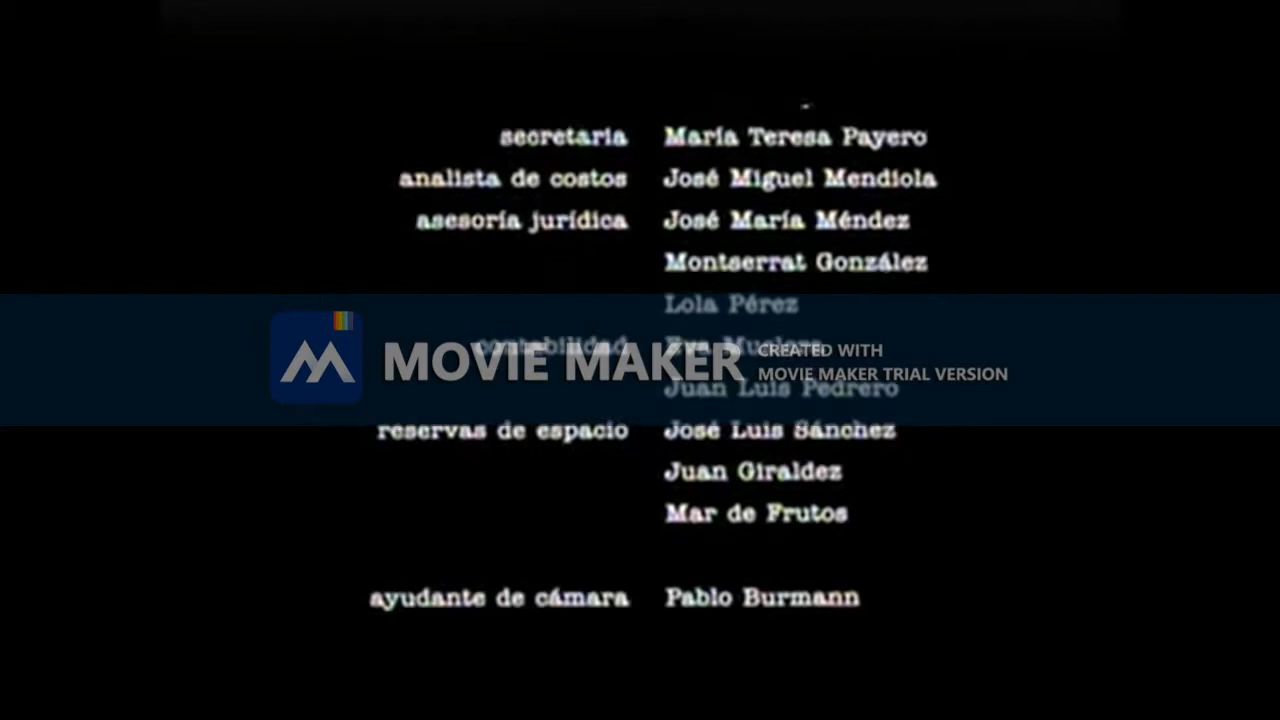 secretaria María Teresa Payero
analista de costos José Miguel Mendiola
asesoría jurídica José María Méndez
Montserrat González
Lola Pérez
contabilidad Eva
MOVIE MAKER
CREATED WITH
MOVIE MAKER TRIAL VERSION
Juan Luis Pedrero
reservas de espacio José Luis Sánchez
Juan Giraldez
Mar de Frutos
ayudante de cámara Pablo Burmann